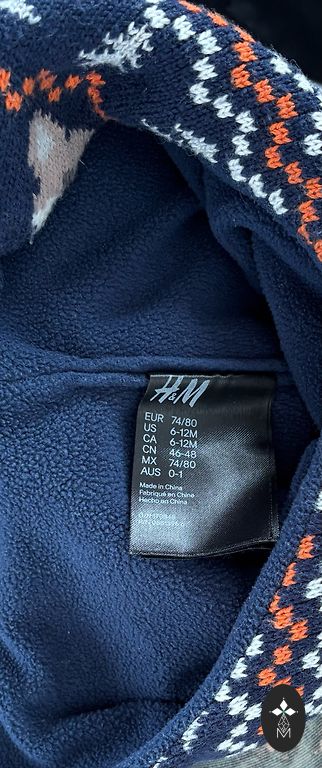 H&M
EUR 74/80
US 6-12M
CA 6-12M
CN 46-48
MX 74/80
AUS 0-1
Made in China
Fabriqué en Chine
Hecho en China